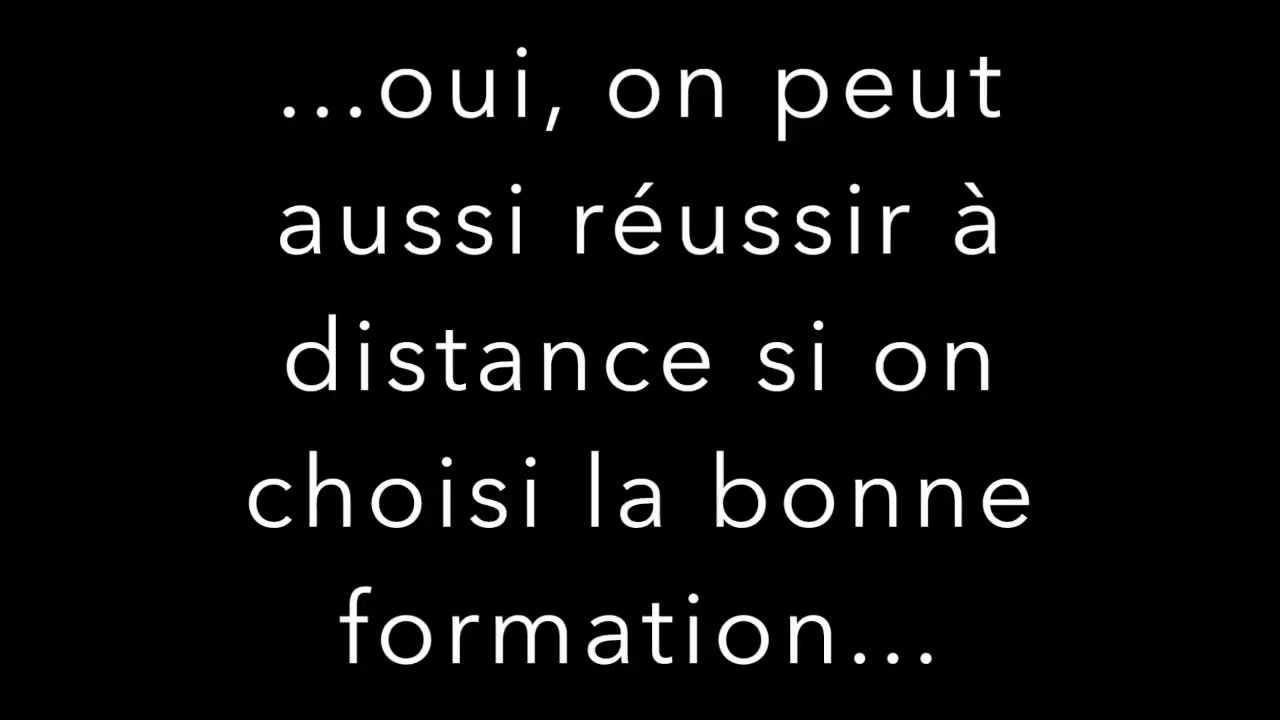 ...oui, on peut
aussi réussir à
distance si on
choisi la bonne
formation...